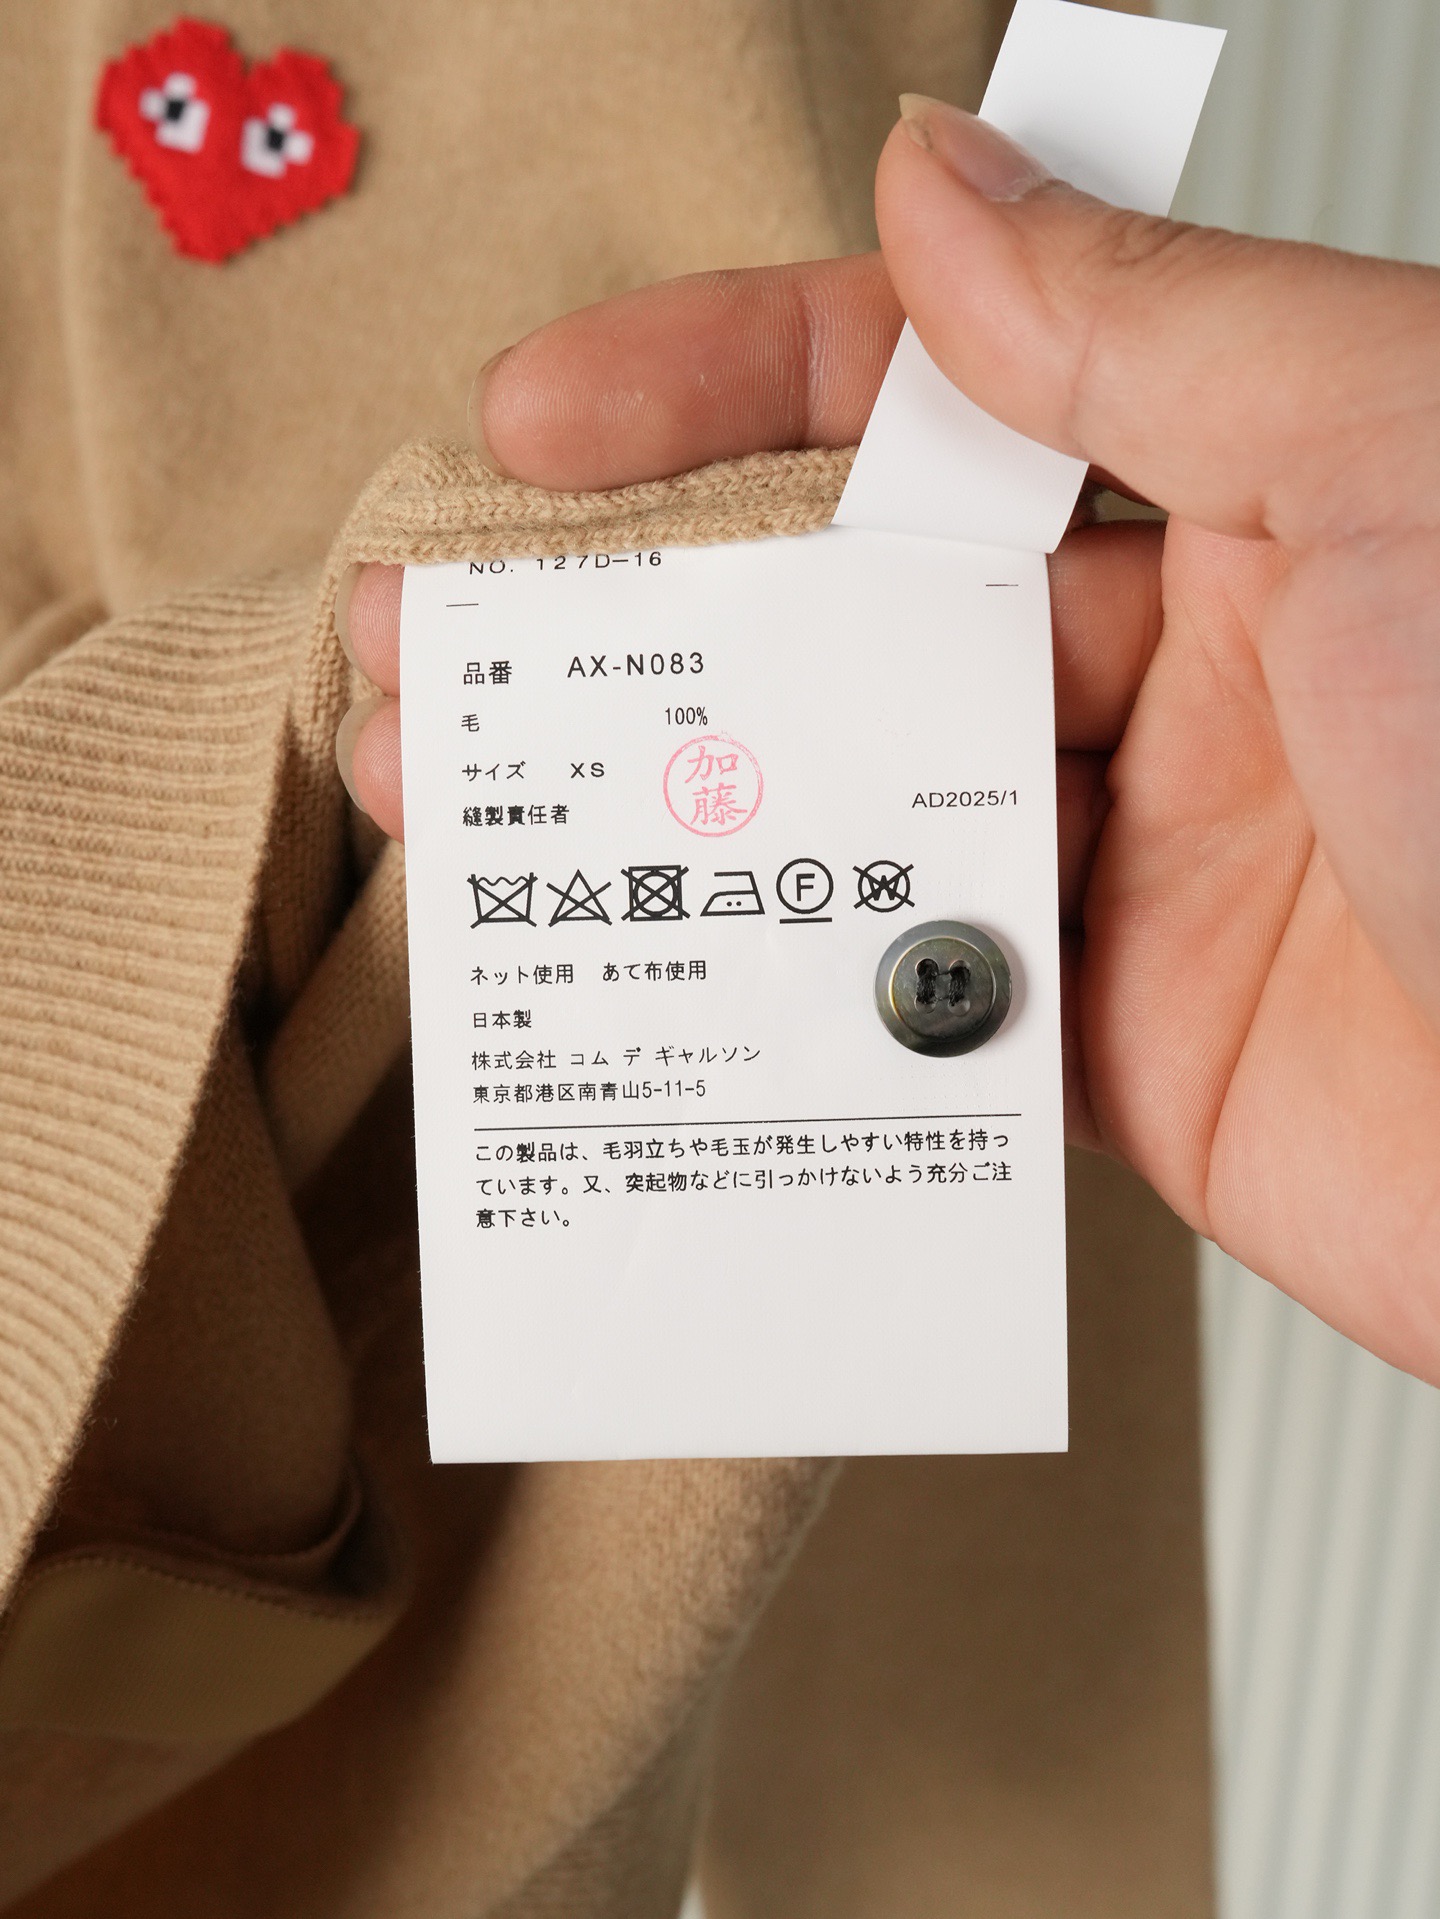 NO. 127D-16
品番 AX-N083
毛 100%
サイズ XS
加藤
縫製責任者
AD2025/1
F
W
ネット使用 あて布使用
日本製
株式会社 コム デ ギャルソン
東京都港区南青山5-11-5
この製品は、毛羽立ちや毛玉が発生しやすい特性を持っ
ています。又、突起物などに引っかけないよう充分ご注
意下さい。